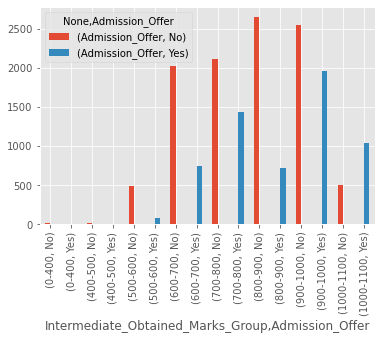 None,Admission_Offer
(Admission_Offer, No)
(Admission_Offer, Yes)
2500
2000
1500
1000
500
0
(0-400, No)
(0-400, Yes)
(400-500, No)
(400-500, Yes)
(500-600, No)
(500-600, Yes)
(600-700, No)
(600-700, Yes)
(700-800, No)
(700-800, Yes)
(800-900, No)
(800-900, Yes)
(900-1000, No)
(900-1000, Yes)
(1000-1100, No)
(1000-1100, Yes)
Intermediate_Obtained_Marks_Group,Admission_Offer